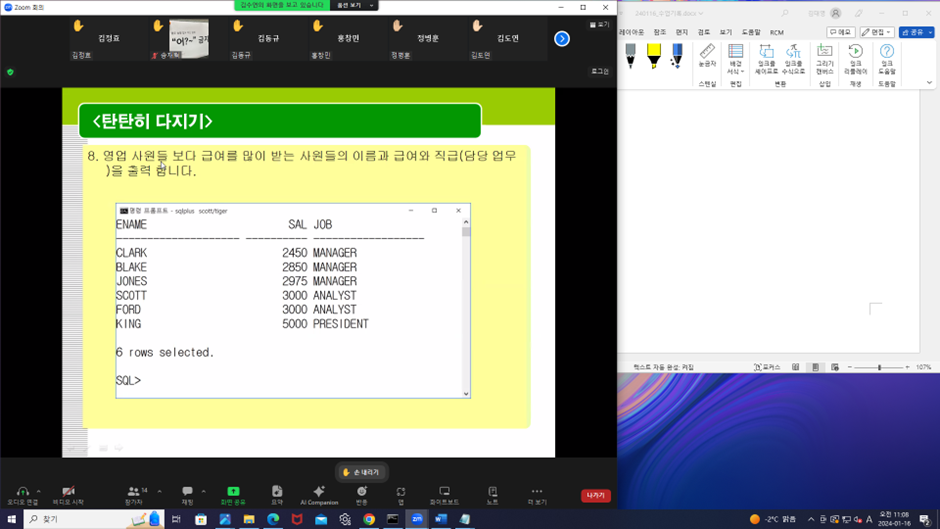 Zoom 회의
김수연의 화면을 보고 있습니다
옵션 보기
240116_수업기록.docx
보기
김정효
"어?~" 금지
김동규
홍창민
정병훈
김도연
김정효
김동규
홍창민
정병훈
김도연
로그인
레이아웃 참조 편지 검토 보기 도움말 RCM
메모
편집
공유
눈금자
배경 서식
잉크를 셰이프로
잉크를 수식으로
그리기 캔버스
잉크 리플레이
잉크 도움말
스텐실
편집
변환
삽입
재생
도움말
<탄탄히 다지기>
8. 영업 사원들 보다 급여를 많이 받는 사원들의 이름과 급여와 직급(담당 업무
)을 출력 합니다.
명령 프롬프트 - sqlplus scott/tiger
ENAME SAL JOB
-------------------- ---------- ------------------
CLARK 2450 MANAGER
BLAKE 2850 MANAGER
JONES 2975 MANAGER
SCOTT 3000 ANALYST
FORD 3000 ANALYST
KING 5000 PRESIDENT
6 rows selected.
SQL>
텍스트 자동 완성: 켜짐
포커스
107%
손 내리기
14
오디오 연결
비디오 시작
참가자
채팅
화면 공유
요약
AI Companion
반응
앱
화이트보드
노트
더 보기
나가기
찾기
zm
-2°C 맑음
A
오전 11:08
2024-01-16